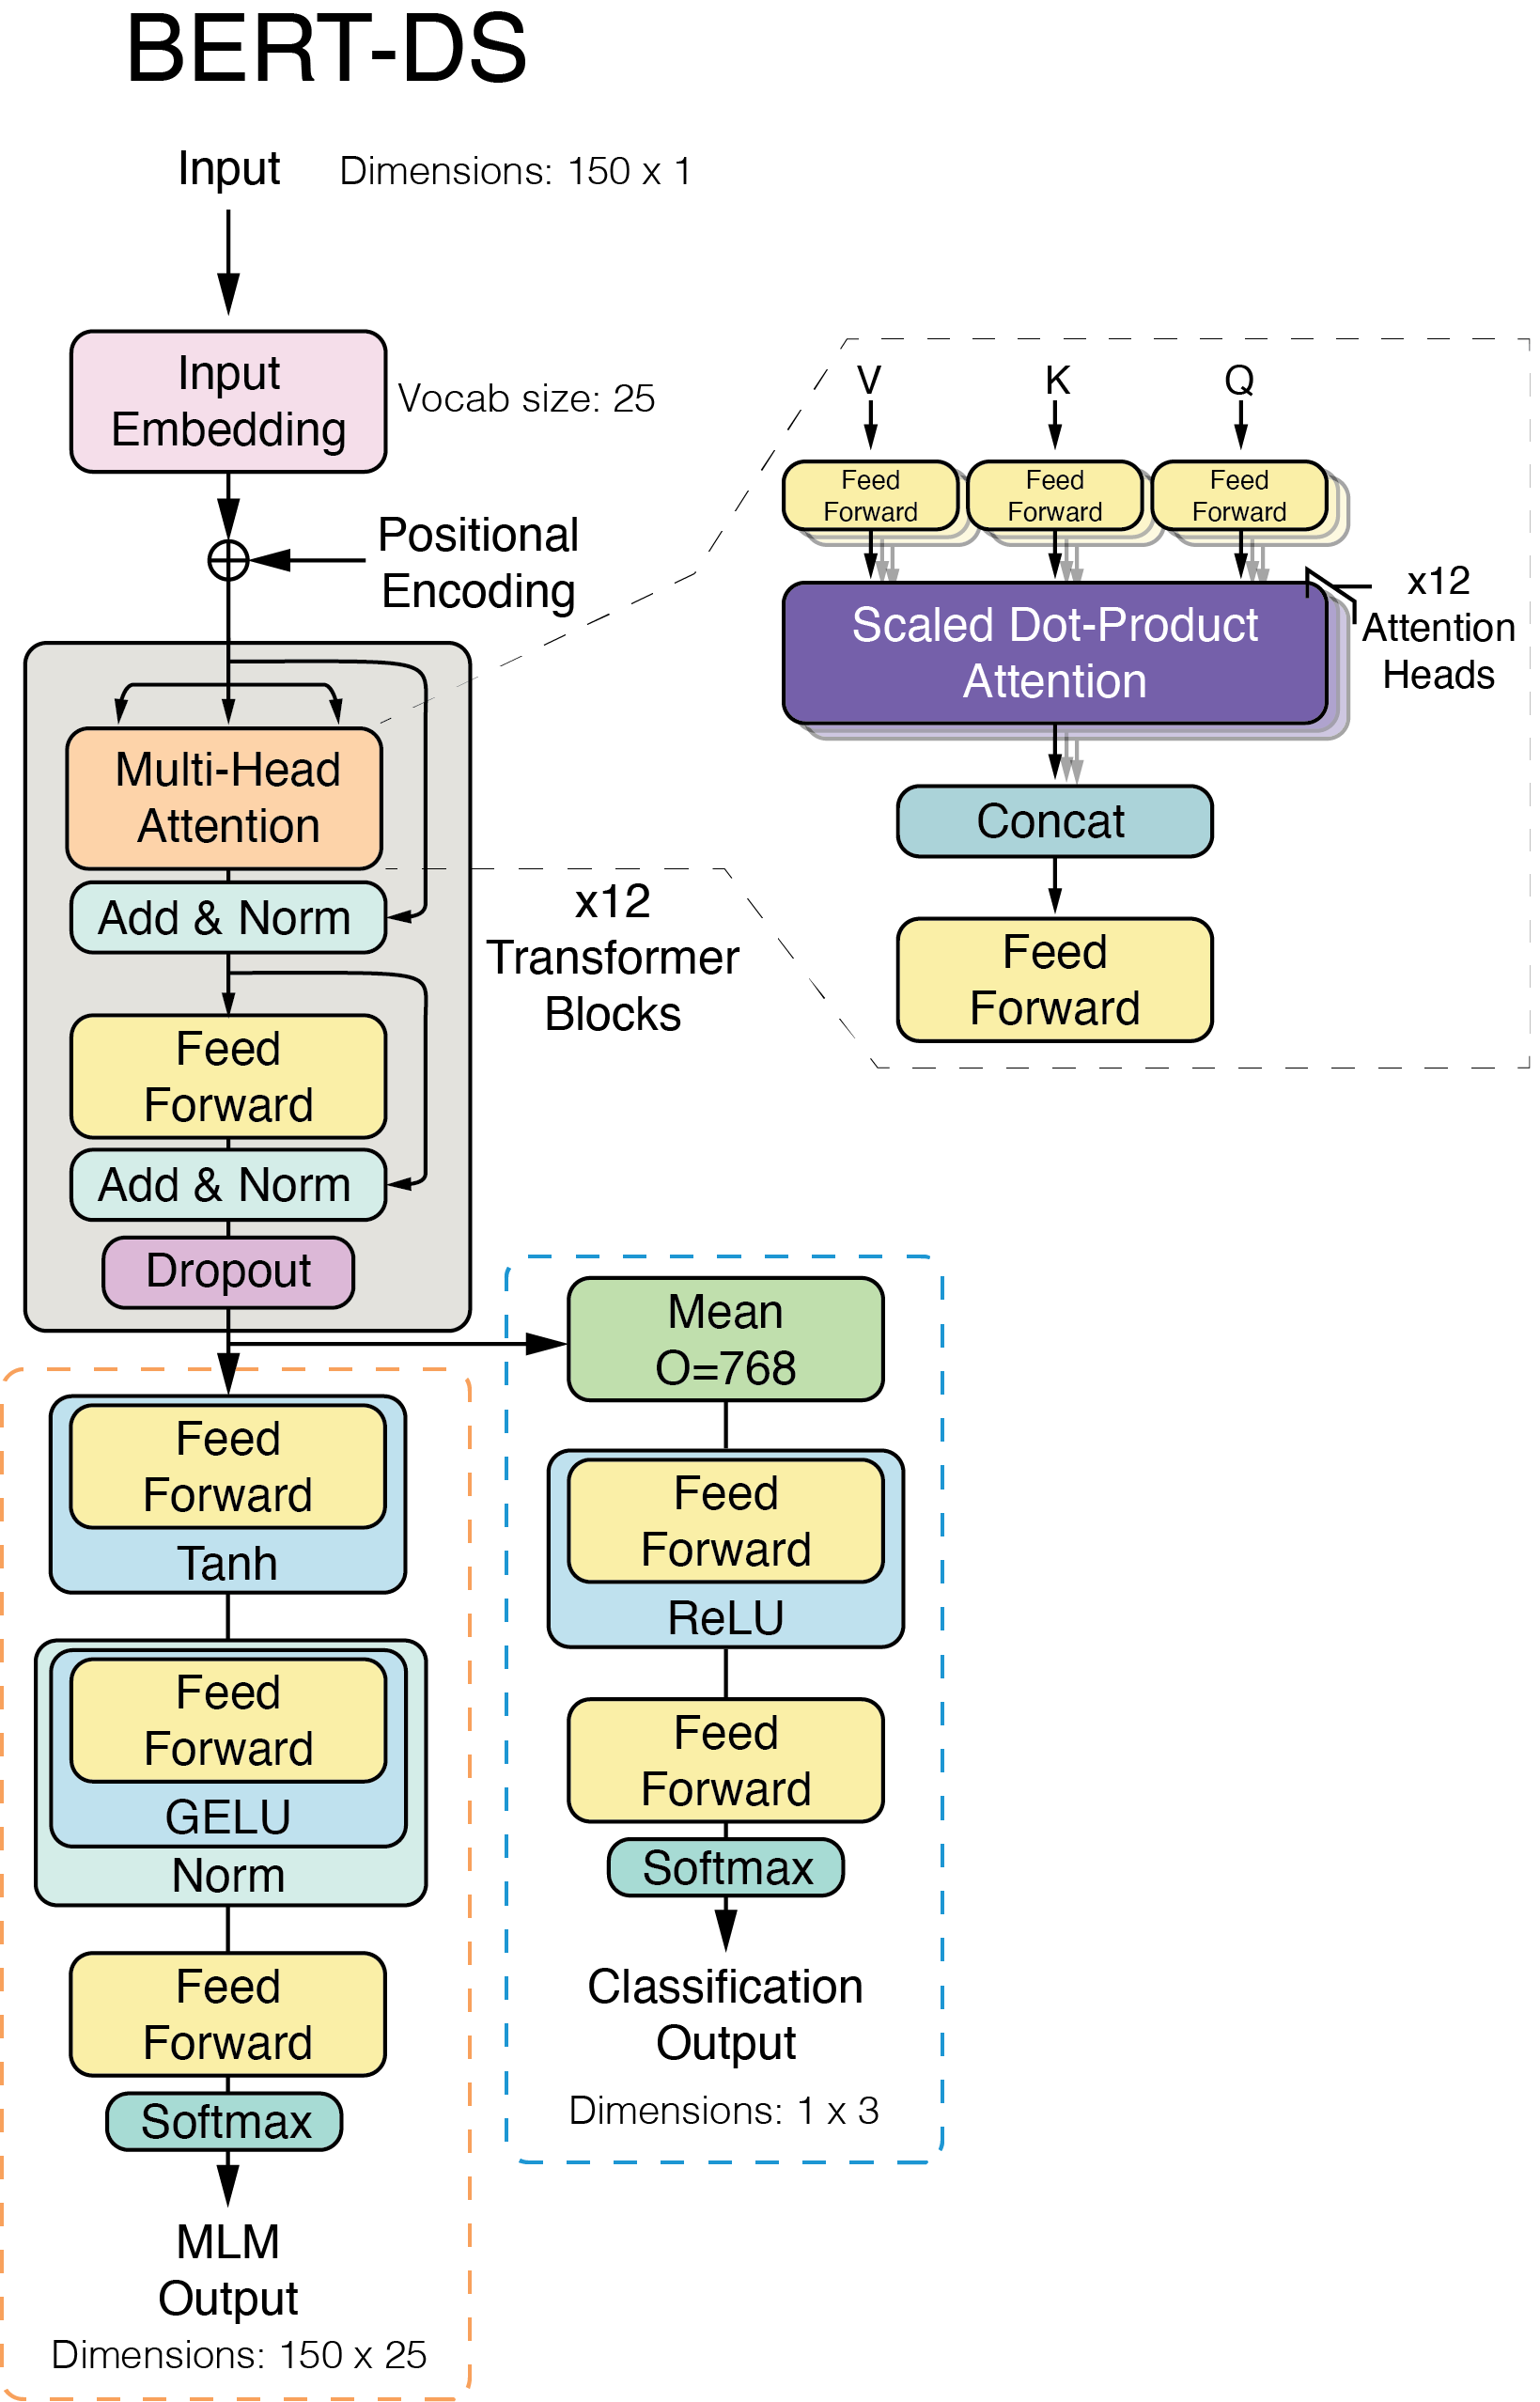 BERT-DS
Input
Dimensions: 150 x 1
Input
Embedding
Vocab size: 25
Positional
Encoding
Multi-Head
Attention
Add & Norm
Feed
Forward
Add & Norm
Dropout
x12
Transformer
Blocks
V
K
Q
Feed
Forward
Feed
Forward
Feed
Forward
Scaled Dot-Product
Attention
x12
Attention
Heads
Concat
Feed
Forward
Feed
Forward
Tanh
Feed
Forward
GELU
Norm
Feed
Forward
Softmax
MLM
Output
Dimensions: 150 x 25
Mean
O=768
Feed
Forward
ReLU
Feed
Forward
Softmax
Classification
Output
Dimensions: 1 x 3